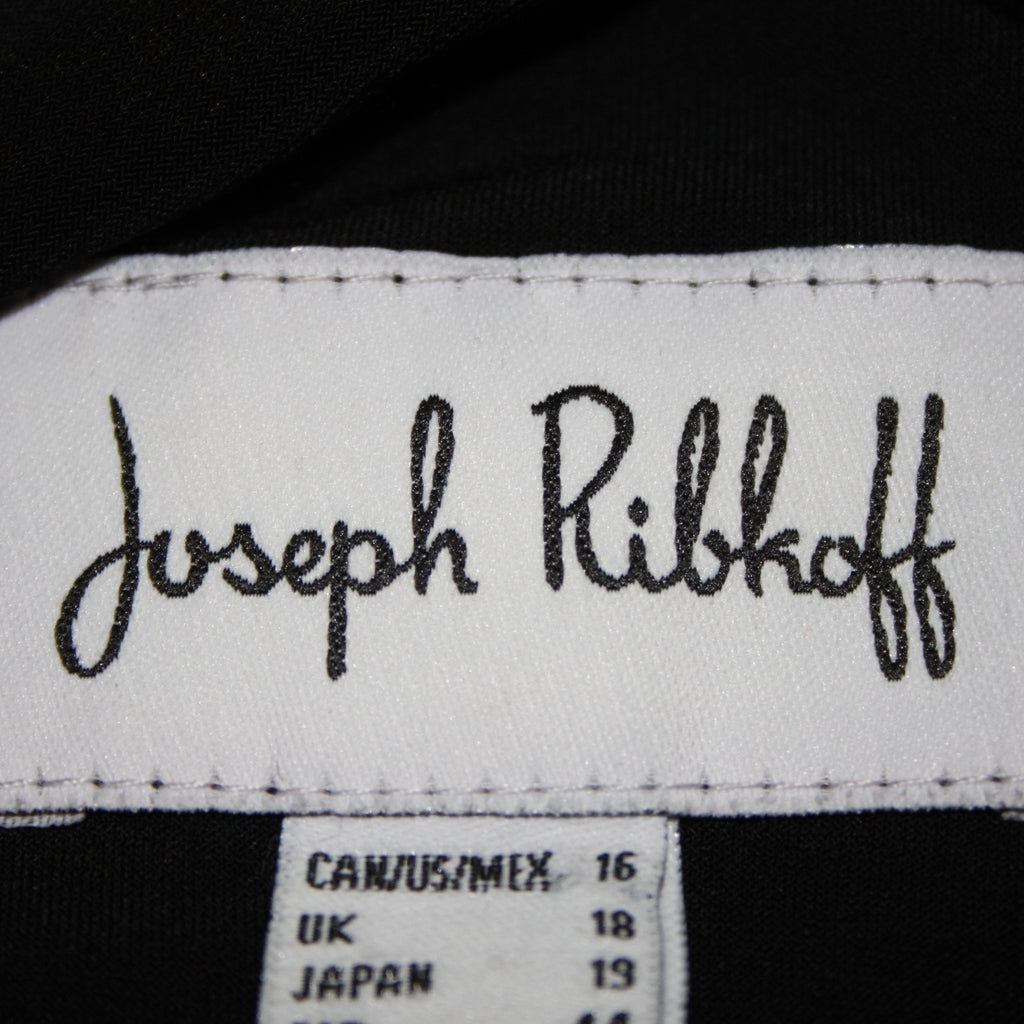 Joseph Ribkoff
CAN/US/MEX 16
UK 18
JAPAN 19